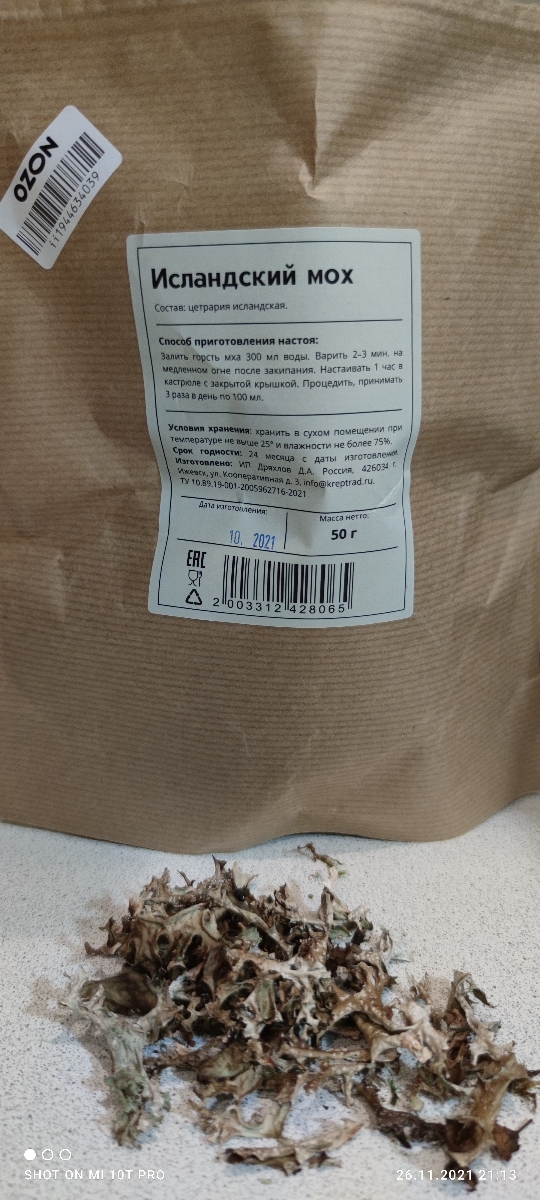 OZON
ii1944634039
Исландский мох
Состав: цетрария исландская.
Способ приготовления настоя:
Залить горсть мха 300 мл воды. Варить 2–3 мин. на
медленном огне после закипания. Настаивать 1 час в
кастрюле с закрытой крышкой. Процедить, принимать
3 раза в день по 100 мл.
Условия хранения: хранить в сухом помещении при
температуре не выше 25° и влажности не более 75%.
Срок годности: 24 месяца с даты изготовления.
Изготовлено: ИП Дряхлов Д.А. Россия, 426034 г.
Ижевск, ул. Кооперативная д. 3, info@kreptrad.ru.
ТУ 10.89.19-001-2005962716-2021
Дата изготовления:
10. 2021
Масса нетто:
50 г
EAC
2 003312 428065
SHOT ON MI 10T PRO
26.11.2021 21:13